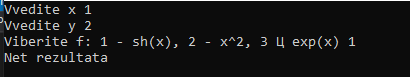 Vvedite x 1
Vvedite y 2
Viberite f: 1 - sh(x), 2 - x^2, 3 Ц exp(x) 1
Net rezultata